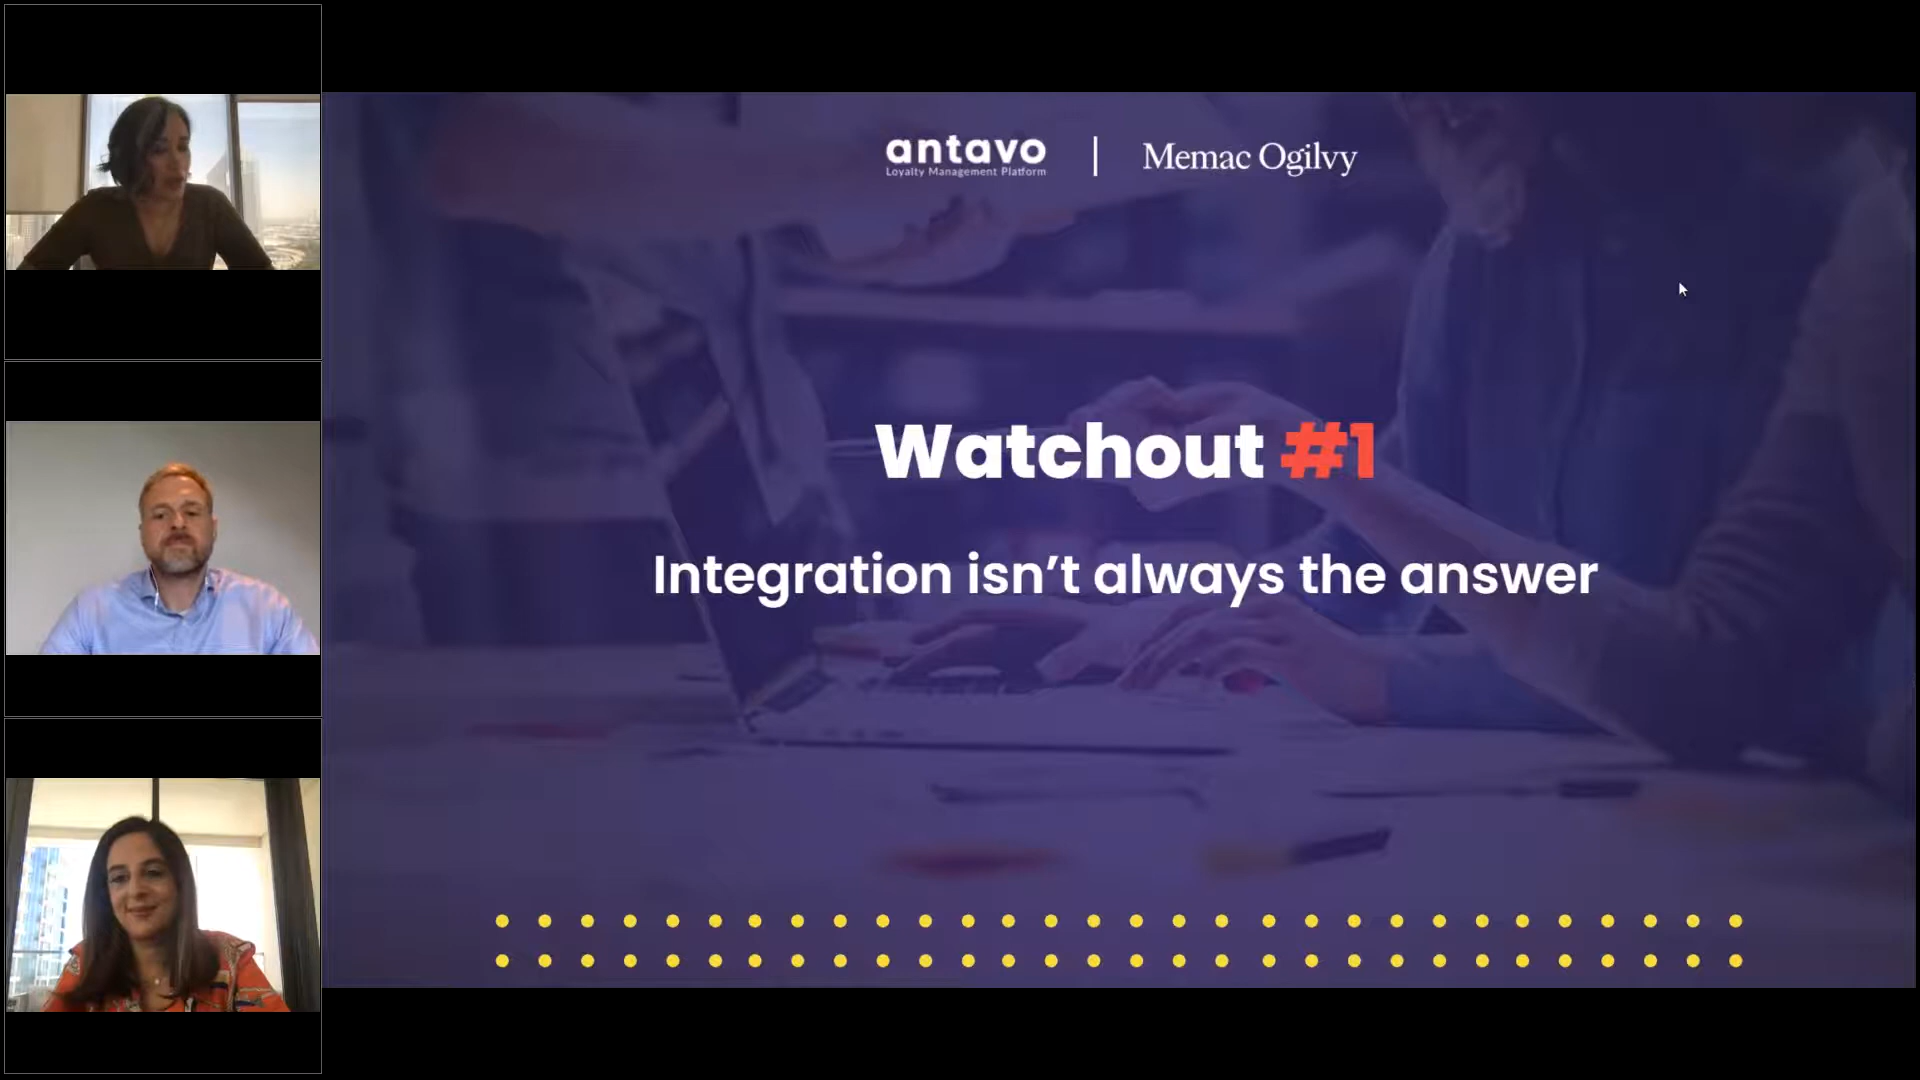 antavo
Loyalty Management Platform
Memac Ogilvy
Watchout #1
Integration isn’t always the answer